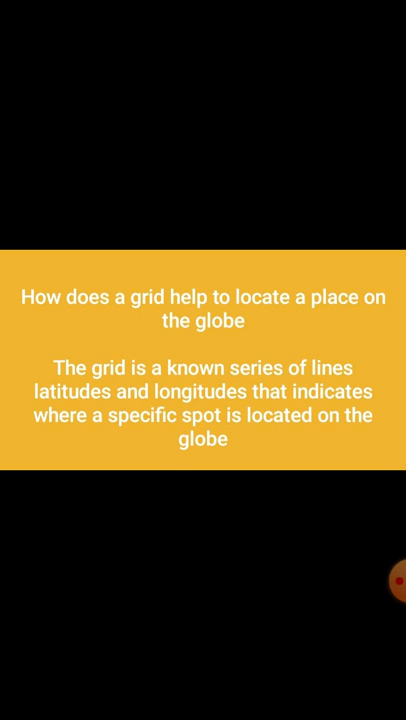 How does a grid help to locate a place on
the globe
The grid is a known series of lines
latitudes and longitudes that indicates
where a specific spot is located on the
globe